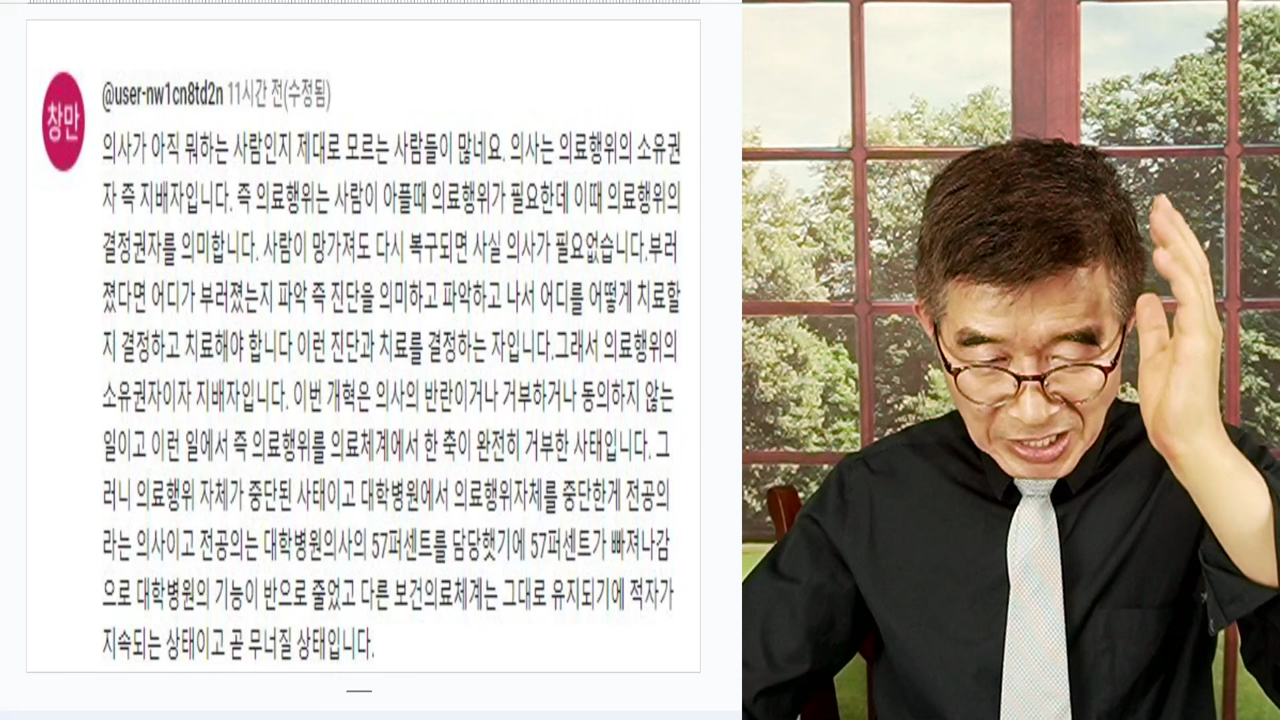 창만
@user-nw1cn8td2n 11시간 전(수정됨)
의사가 아직 뭐하는 사람인지 제대로 모르는 사람들이 많네요. 의사는 의료행위의 소유권
자 즉 지배자입니다. 즉 의료행위는 사람이 아플때 의료행위가 필요한데 이때 의료행위의
결정권자를 의미합니다. 사람이 망가져도 다시 복구되면 사실 의사가 필요없습니다.부러
졌다면 어디가 부러졌는지 파악 즉 진단을 의미하고 파악하고 나서 어디를 어떻게 치료할
지 결정하고 치료해야 합니다 이런 진단과 치료를 결정하는 자입니다.그래서 의료행위의
소유권자이자 지배자입니다. 이번 개혁은 의사의 반란이거나 거부하거나 동의하지 않는
일이고 이런 일에서 즉 의료행위를 의료체계에서 한 축이 완전히 거부한 사태입니다. 그
러니 의료행위 자체가 중단된 사태이고 대학병원에서 의료행위자체를 중단한게 전공의
라는 의사이고 전공의는 대학병원의사의 57퍼센트를 담당햇기에 57퍼센트가 빠져나감
으로 대학병원의 기능이 반으로 줄었고 다른 보건의료체계는 그대로 유지되기에 적자가
지속되는 상태이고 곧 무너질 상태입니다.